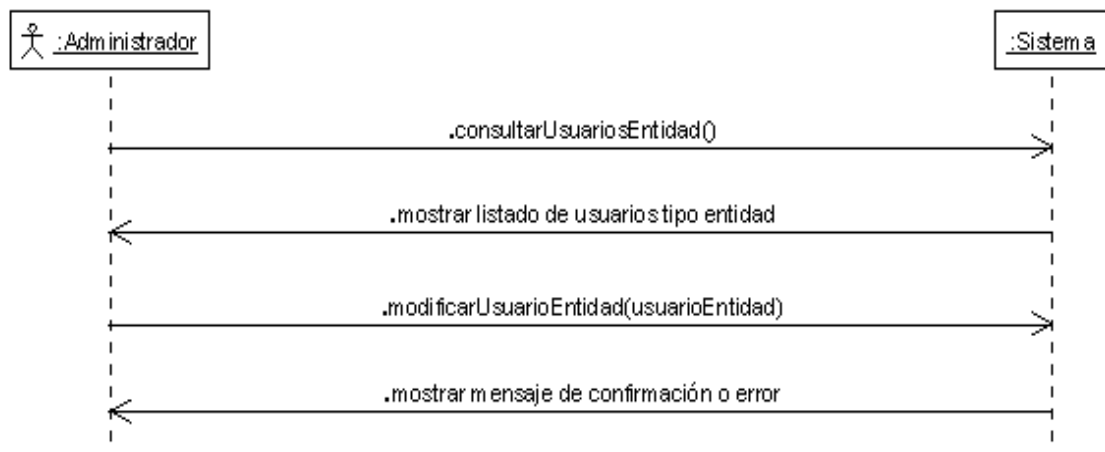 :Administrador
:Sistema
.consultarUsuariosEntidad()
.mostrar listado de usuarios tipo entidad
.modificarUsuarioEntidad(usuarioEntidad)
.mostrar mensaje de confirmación o error